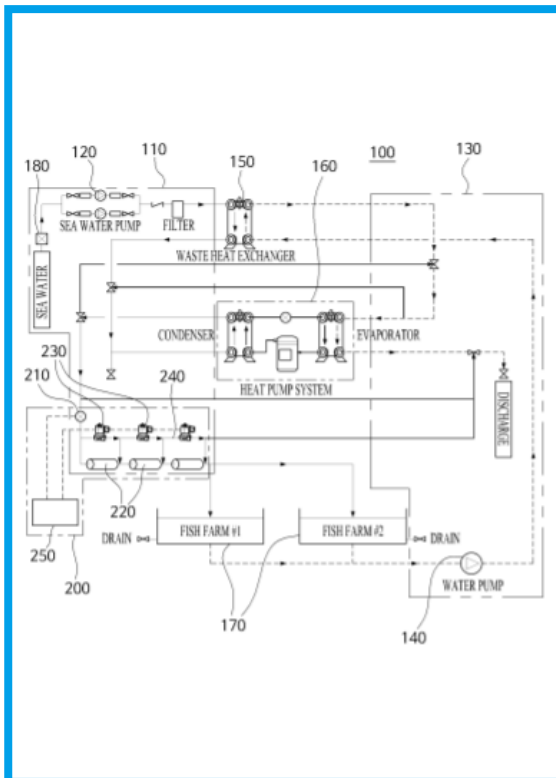 120
110
150
160
100
130
180
SEA WATER PUMP
FILTER
WASTE HEAT EXCHANGER
SEA WATER
CONDENSER
EVAPORATOR
HEAT PUMP SYSTEM
230
210
240
DISCHARGE
220
250
FISH FARM #1
FISH FARM #2
DRAIN
DRAIN
200
170
140
WATER PUMP